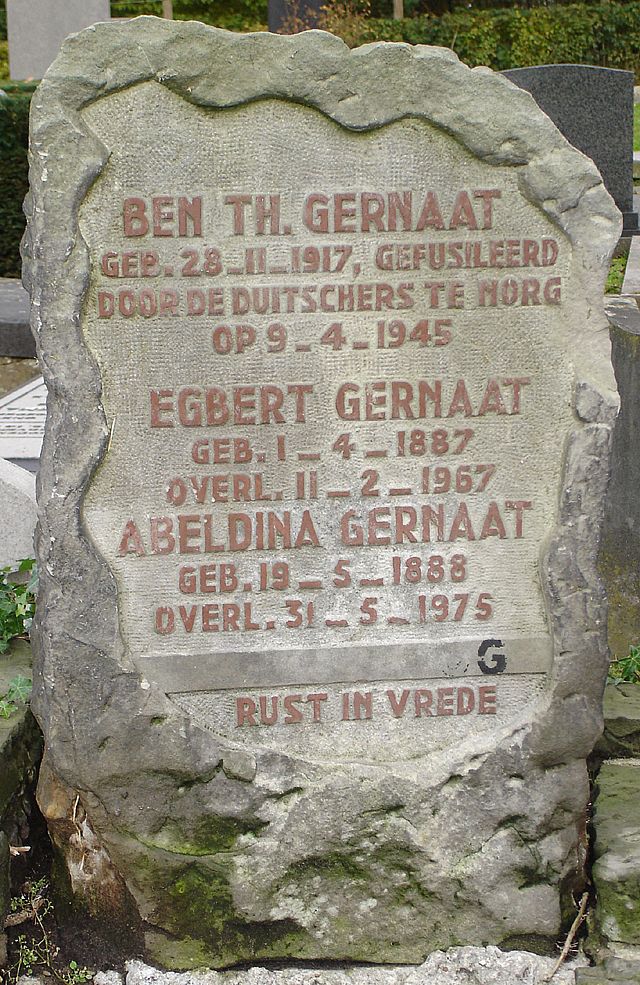 BEN TH. GERNAAT
GEB. 28_11_1917, GEFUSILEERD
DOOR DE DUITSCHERS TE NORG
OP 9_4_1945
EGBERT GERNAAT
GEB. 1_4_1887
OVERL. 11_2_1967
ABELDINA GERNAAT
GEB. 19_5_1888
OVERL. 31_5_1975
G
RUST IN VREDE